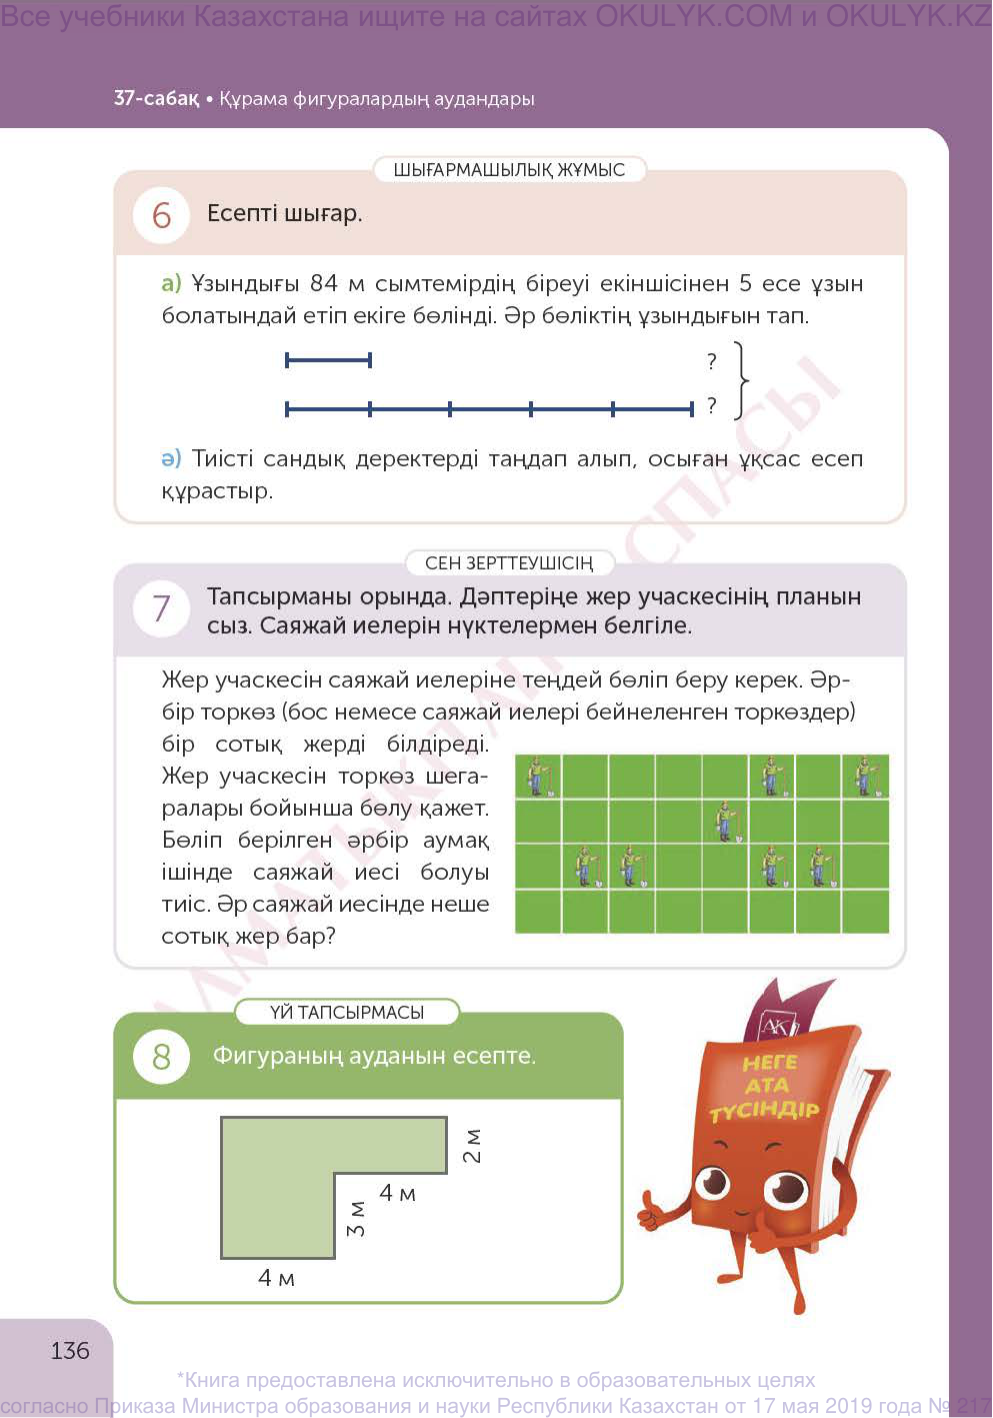 Все учебники Казахстана ищите на сайтах OKULYK.COM и OKULYK.KZ
37-сабақ • Құрама фигуралардың аудандары
ШЫҒАРМАШЫЛЫҚ ЖҰМЫС
6 Есепті шығар.
а) Ұзындығы 84 м сымтемірдің біреуі екіншісінен 5 есе ұзын
болатындай етіп екіге бөлінді. Әр бөліктің ұзындығын тап.
?
?
ә) Тиісті сандық деректерді таңдап алып, осыған ұқсас есеп
құрастыр.
СЕН ЗЕРТТЕУШІСІҢ
7 Тапсырманы орында. Дәптеріңе жер учаскесінің планын
сыз. Саяжай иелерін нүктелермен белгіле.
Жер учаскесін саяжай иелеріне теңдей бөліп беру керек. Әр-
бір торкөз (бос немесе саяжай иелері бейнеленген торкөздер)
бір сотық жерді білдіреді.
Жер учаскесін торкөз шега-
ралары бойынша бөлу қажет.
Бөліп берілген әрбір аумақ
ішінде саяжай иесі болуы
тиіс. Әр саяжай иесінде неше
сотық жер бар?
ҮЙ ТАПСЫРМАСЫ
8 Фигураның ауданын есепте.
2 м
4 м
3 м
4 м
АК
НЕГЕ
АТА
ТҮСІНДІР
АЛМАТЫКІТАП БАСПАСЫ
136
*Книга предоставлена исключительно в образовательных целях
согласно Приказа Министра образования и науки Республики Казахстан от 17 мая 2019 года № 217